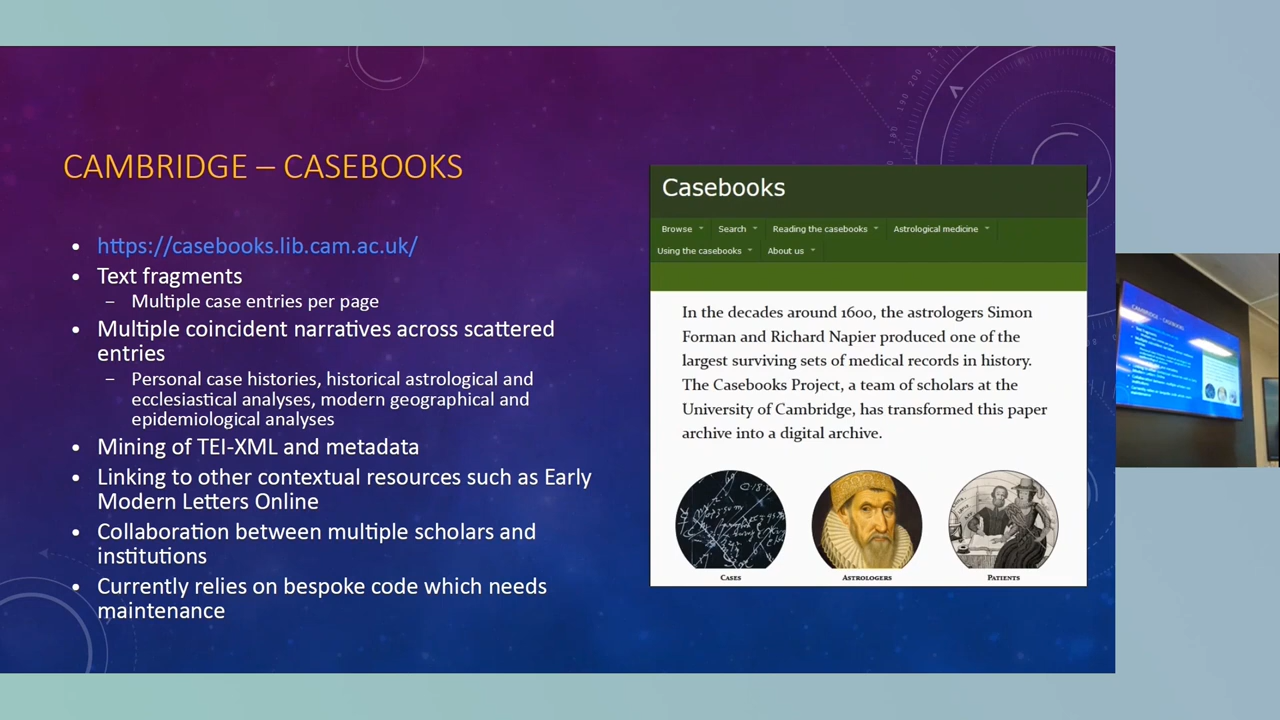 CAMBRIDGE – CASEBOOKS
• https://casebooks.lib.cam.ac.uk/
• Text fragments
– Multiple case entries per page
• Multiple coincident narratives across scattered
entries
– Personal case histories, historical astrological and
ecclesiastical analyses, modern geographical and
epidemiological analyses
• Mining of TEI-XML and metadata
• Linking to other contextual resources such as Early
Modern Letters Online
• Collaboration between multiple scholars and
institutions
• Currently relies on bespoke code which needs
maintenance
Casebooks
Browse Search Reading the casebooks Astrological medicine
Using the casebooks About us
In the decades around 1600, the astrologers Simon
Forman and Richard Napier produced one of the
largest surviving sets of medical records in history.
The Casebooks Project, a team of scholars at the
University of Cambridge, has transformed this paper
archive into a digital archive.
CASES ASTROLOGERS PATIENTS
190 200 210
CAMBRIDGE – CASEBOOKS